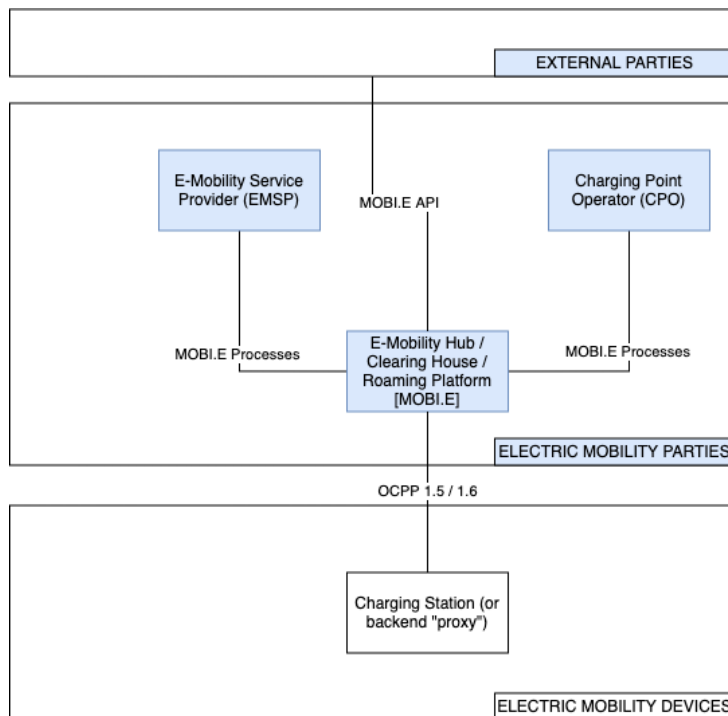 EXTERNAL PARTIES
E-Mobility Service
Provider (EMSP)
Charging Point
Operator (CPO)
MOBI.E API
MOBI.E Processes
E-Mobility Hub /
Clearing House /
Roaming Platform
[MOBI.E]
MOBI.E Processes
ELECTRIC MOBILITY PARTIES
OCPP 1.5 / 1.6
Charging Station (or
backend "proxy")
ELECTRIC MOBILITY DEVICES